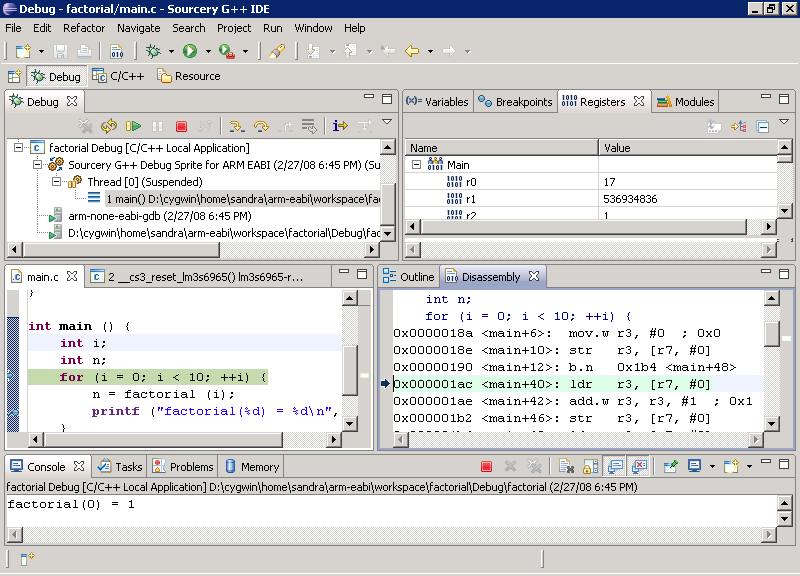 Debug - factorial/main.c - Sourcery G++ IDE
File Edit Refactor Navigate Search Project Run Window Help
Debug C/C++ Resource
Debug
factorial Debug [C/C++ Local Application]
Sourcery G++ Debug Sprite for ARM EABI (2/27/08 6:45 PM) (Su
Thread [0] (Suspended)
1 main() D:\cygwin\home\sandra\arm-eabi\workspace\fac
arm-none-eabi-gdb (2/27/08 6:45 PM)
D:\cygwin\home\sandra\arm-eabi\workspace\factorial\Debug\fac
(x)= Variables Breakpoints Registers Modules
Name Value
Main
r0 17
r1 536934836
r2 1
main.c 2 __cs3_reset_lm3s6965() lm3s6965-r...
}
int main () {
int i;
int n;
for (i = 0; i < 10; ++i) {
n = factorial (i);
printf ("factorial(%d) = %d\n",
}
Outline Disassembly
int n;
for (i = 0; i < 10; ++i) {
0x0000018a <main+6>: mov.w r3, #0 ; 0x0
0x0000018e <main+10>: str r3, [r7, #0]
0x00000190 <main+12>: b.n 0x1b4 <main+48>
0x000001ac <main+40>: ldr r3, [r7, #0]
0x000001ae <main+42>: add.w r3, r3, #1 ; 0x1
0x000001b2 <main+46>: str r3, [r7, #0]
Console Tasks Problems Memory
factorial Debug [C/C++ Local Application] D:\cygwin\home\sandra\arm-eabi\workspace\factorial\Debug\factorial (2/27/08 6:45 PM)
factorial(0) = 1